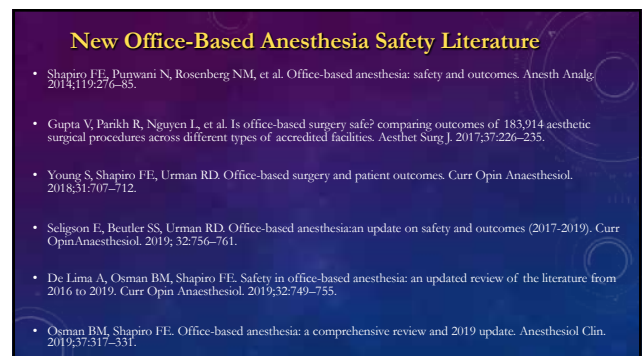 New Office-Based Anesthesia Safety Literature
• Shapiro FE, Punwani N, Rosenberg NM, et al. Office-based anesthesia: safety and outcomes. Anesth Analg.
2014;119:276–85.
• Gupta V, Parikh R, Nguyen L, et al. Is office-based surgery safe? comparing outcomes of 183,914 aesthetic
surgical procedures across different types of accredited facilities. Aesthet Surg J. 2017;37:226–235.
• Young S, Shapiro FE, Urman RD. Office-based surgery and patient outcomes. Curr Opin Anaesthesiol.
2018;31:707–712.
• Seligson E, Beutler SS, Urman RD. Office-based anesthesia:an update on safety and outcomes (2017-2019). Curr
OpinAnaesthesiol. 2019; 32:756–761.
• De Lima A, Osman BM, Shapiro FE. Safety in office-based anesthesia: an updated review of the literature from
2016 to 2019. Curr Opin Anaesthesiol. 2019;32:749–755.
• Osman BM, Shapiro FE. Office-based anesthesia: a comprehensive review and 2019 update. Anesthesiol Clin.
2019;37:317–331.